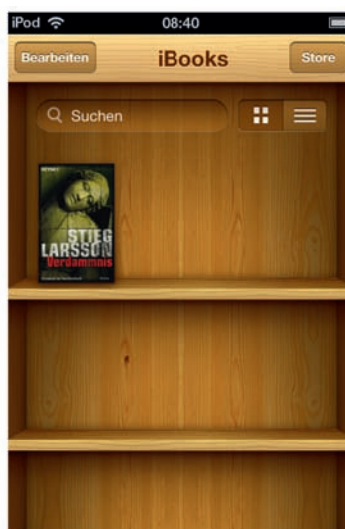 iPod 08:40
Bearbeiten iBooks Store
Suchen
STIEG
LARSSON
Verdammnis